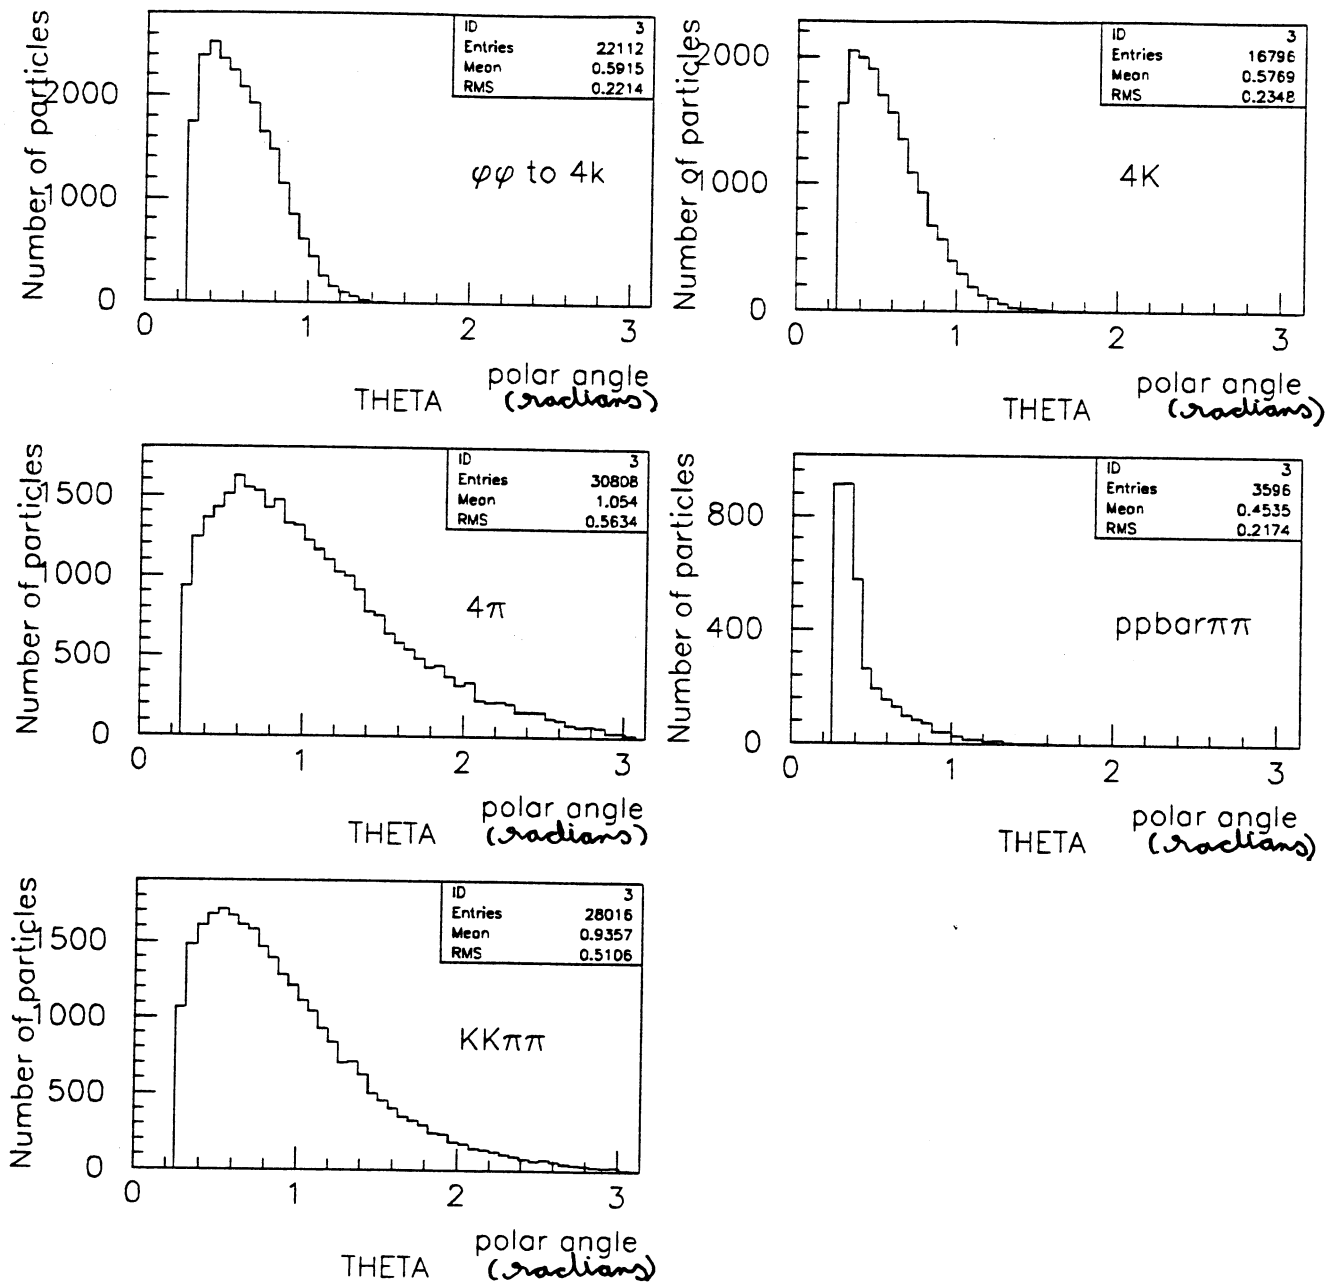 Number of particles
2000
1000
0
0 1 2 3
ID 3
Entries 22112
Mean 0.5915
RMS 0.2214
φφ to 4k
polar angle
THETA (radians)
Number of particles
2000
1000
0
0 1 2 3
ID 3
Entries 16796
Mean 0.5769
RMS 0.2348
4K
polar angle
THETA (radians)
Number of particles
1500
1000
500
0
0 1 2 3
ID 3
Entries 30808
Mean 1.054
RMS 0.5634
4π
polar angle
THETA (radians)
Number of particles
800
400
0
0 1 2 3
ID 3
Entries 3596
Mean 0.4535
RMS 0.2174
ppbarππ
polar angle
THETA (radians)
Number of particles
1500
1000
500
0
0 1 2 3
ID 3
Entries 28016
Mean 0.9357
RMS 0.5106
KKππ
polar angle
THETA (radians)